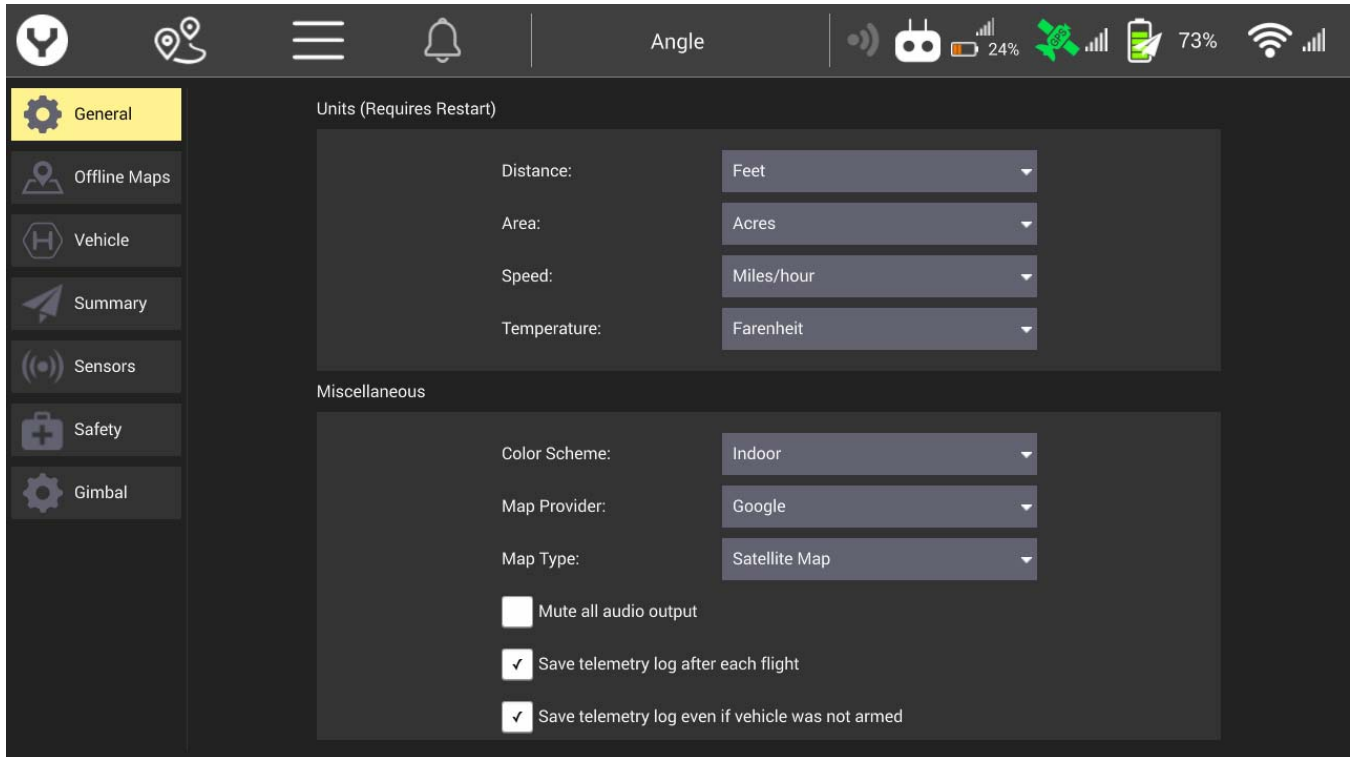 Angle
24%
GPS
73%
General
Offline Maps
Vehicle
Summary
Sensors
Safety
Gimbal
Units (Requires Restart)
Distance: Feet
Area: Acres
Speed: Miles/hour
Temperature: Farenheit
Miscellaneous
Color Scheme: Indoor
Map Provider: Google
Map Type: Satellite Map
Mute all audio output
Save telemetry log after each flight
Save telemetry log even if vehicle was not armed